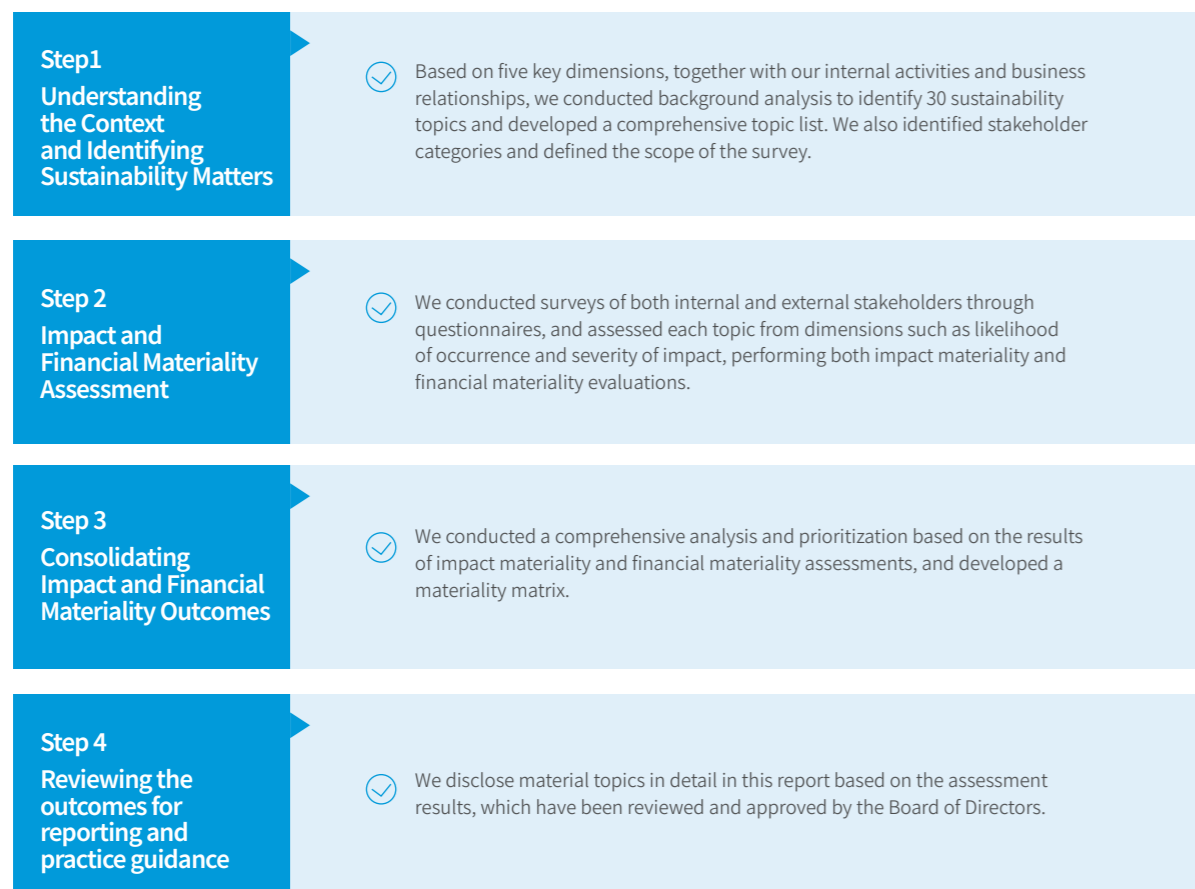 Step1
Understanding
the Context
and Identifying
Sustainability Matters
Based on five key dimensions, together with our internal activities and business
relationships, we conducted background analysis to identify 30 sustainability
topics and developed a comprehensive topic list. We also identified stakeholder
categories and defined the scope of the survey.
Step 2
Impact and
Financial Materiality
Assessment
We conducted surveys of both internal and external stakeholders through
questionnaires, and assessed each topic from dimensions such as likelihood
of occurrence and severity of impact, performing both impact materiality and
financial materiality evaluations.
Step 3
Consolidating
Impact and Financial
Materiality Outcomes
We conducted a comprehensive analysis and prioritization based on the results
of impact materiality and financial materiality assessments, and developed a
materiality matrix.
Step 4
Reviewing the
outcomes for
reporting and
practice guidance
We disclose material topics in detail in this report based on the assessment
results, which have been reviewed and approved by the Board of Directors.